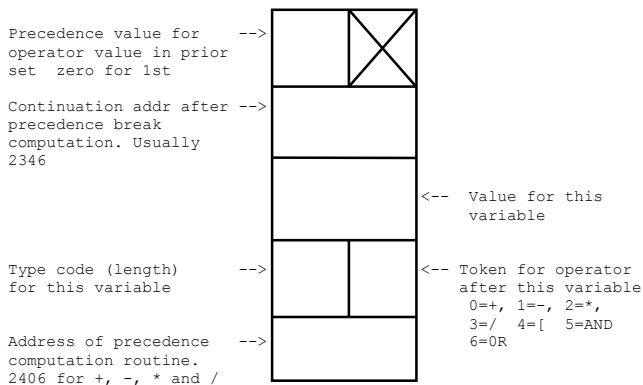 Precedence value for -->
operator value in prior
set  zero for 1st
Continuation addr after -->
precedence break
computation. Usually
2346
<-- Value for this
variable
Type code (length) -->
for this variable
<-- Token for operator
after this variable
0=+, 1=-, 2=*,
3=/ 4=[ 5=AND
6=0R
Address of precedence -->
computation routine.
2406 for +, -, * and /